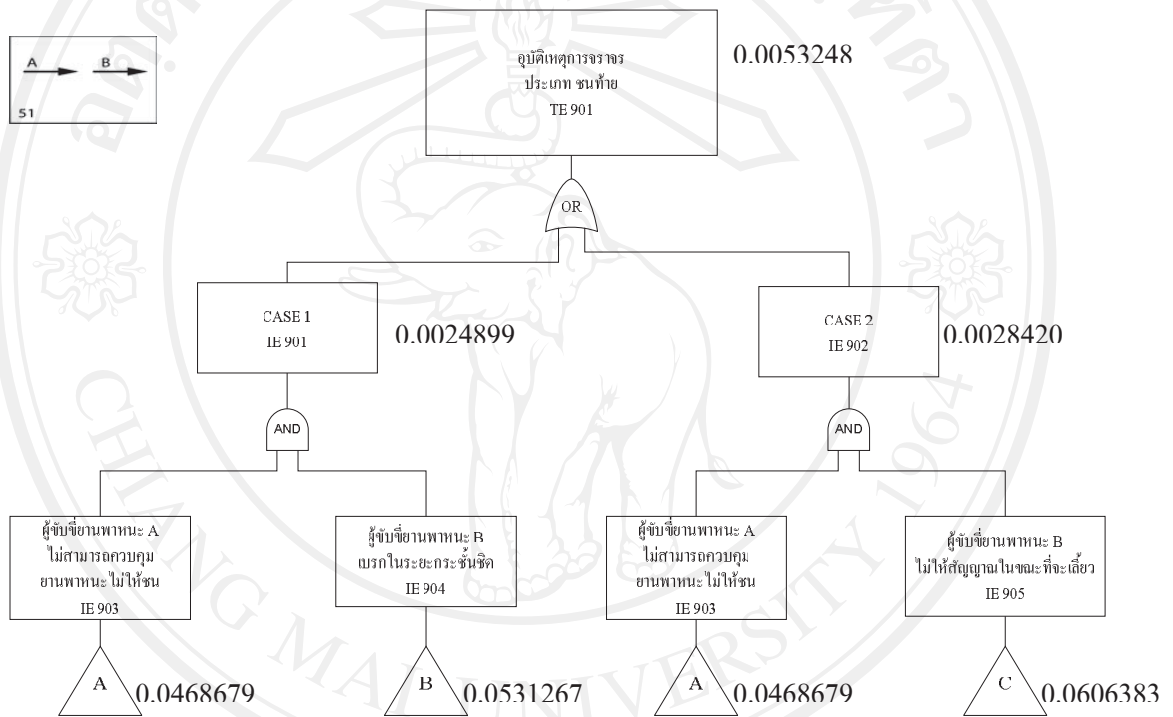 A B
51
อุบัติเหตุการจราจร
ประเภท ชนท้าย
TE 901
0.0053248
OR
CASE 1
IE 901
0.0024899
CASE 2
IE 902
0.0028420
AND
AND
ผู้ขับขี่ยานพาหนะ A
ไม่สามารถควบคุม
ยานพาหนะ ไม่ให้ชน
IE 903
ผู้ขับขี่ยานพาหนะ B
เบรกในระยะกระชั้นชิด
IE 904
ผู้ขับขี่ยานพาหนะ A
ไม่สามารถควบคุม
ยานพาหนะ ไม่ให้ชน
IE 903
ผู้ขับขี่ยานพาหนะ B
ไม่ให้สัญญาณในขณะที่จะเลี้ยว
IE 905
A
0.0468679
B
0.0531267
A
0.0468679
C
0.0606383
CHIANG MAI UNIVERSITY 1964